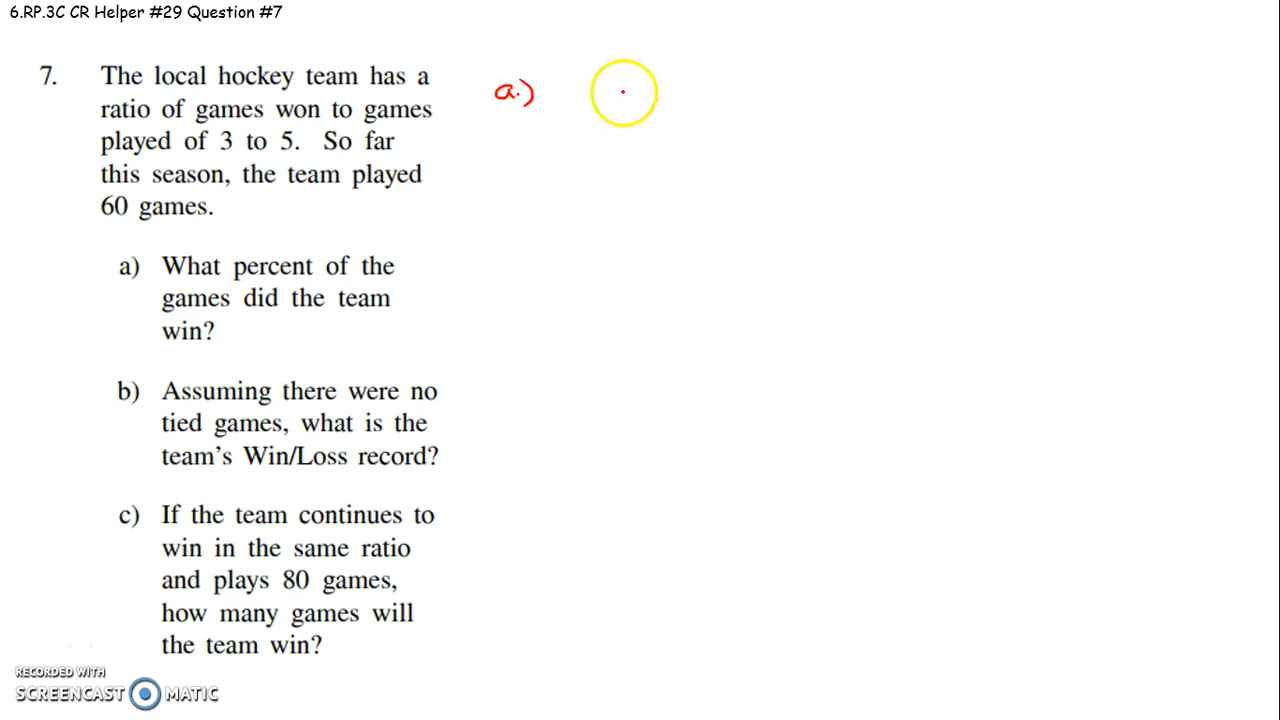 6.RP.3C CR Helper #29 Question #7
7. The local hockey team has a
ratio of games won to games
played of 3 to 5. So far
this season, the team played
60 games.
a) What percent of the
games did the team
win?
b) Assuming there were no
tied games, what is the
team's Win/Loss record?
c) If the team continues to
win in the same ratio
and plays 80 games,
how many games will
the team win?
a.)
RECORDED WITH
SCREENCAST MATIC